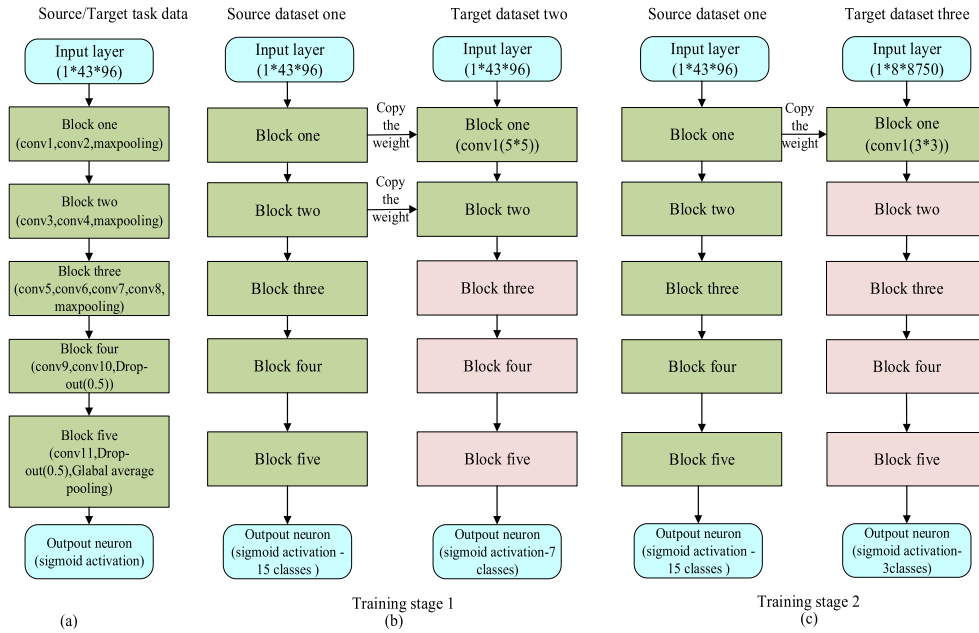 Source/Target task data
Input layer
(1*43*96)
Block one
(conv1,conv2,maxpooling)
Block two
(conv3,conv4,maxpooling)
Block three
(conv5,conv6,conv7,conv8,
maxpooling)
Block four
(conv9,conv10,Drop-
out(0.5))
Block five
(conv11,Drop-
out(0.5),Glabal average
pooling)
Outpout neuron
(sigmoid activation)
(a)
Source dataset one
Input layer
(1*43*96)
Block one
Block two
Block three
Block four
Block five
Outpout neuron
(sigmoid activation -
15 classes )
Copy
the
weight
Copy
the
weight
Target dataset two
Input layer
(1*43*96)
Block one
(conv1(5*5))
Block two
Block three
Block four
Block five
Outpout neuron
(sigmoid activation-7
classes)
Training stage 1
(b)
Source dataset one
Input layer
(1*43*96)
Block one
Block two
Block three
Block four
Block five
Outpout neuron
(sigmoid activation -
15 classes )
Copy
the
weight
Target dataset three
Input layer
(1*8*8750)
Block one
(conv1(3*3))
Block two
Block three
Block four
Block five
Outpout neuron
(sigmoid activation-
3classes)
Training stage 2
(c)